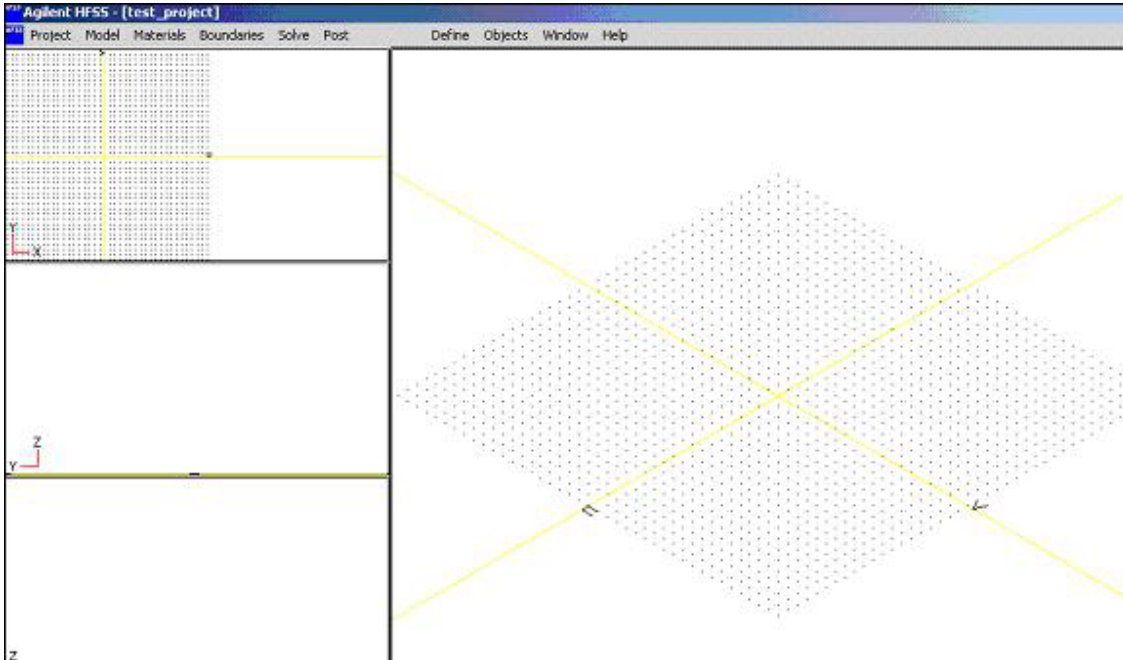 Agilent HFSS - [test_project]
Project Model Materials Boundaries Solve Post Define Objects Window Help
Y
X
Z
Y
Z